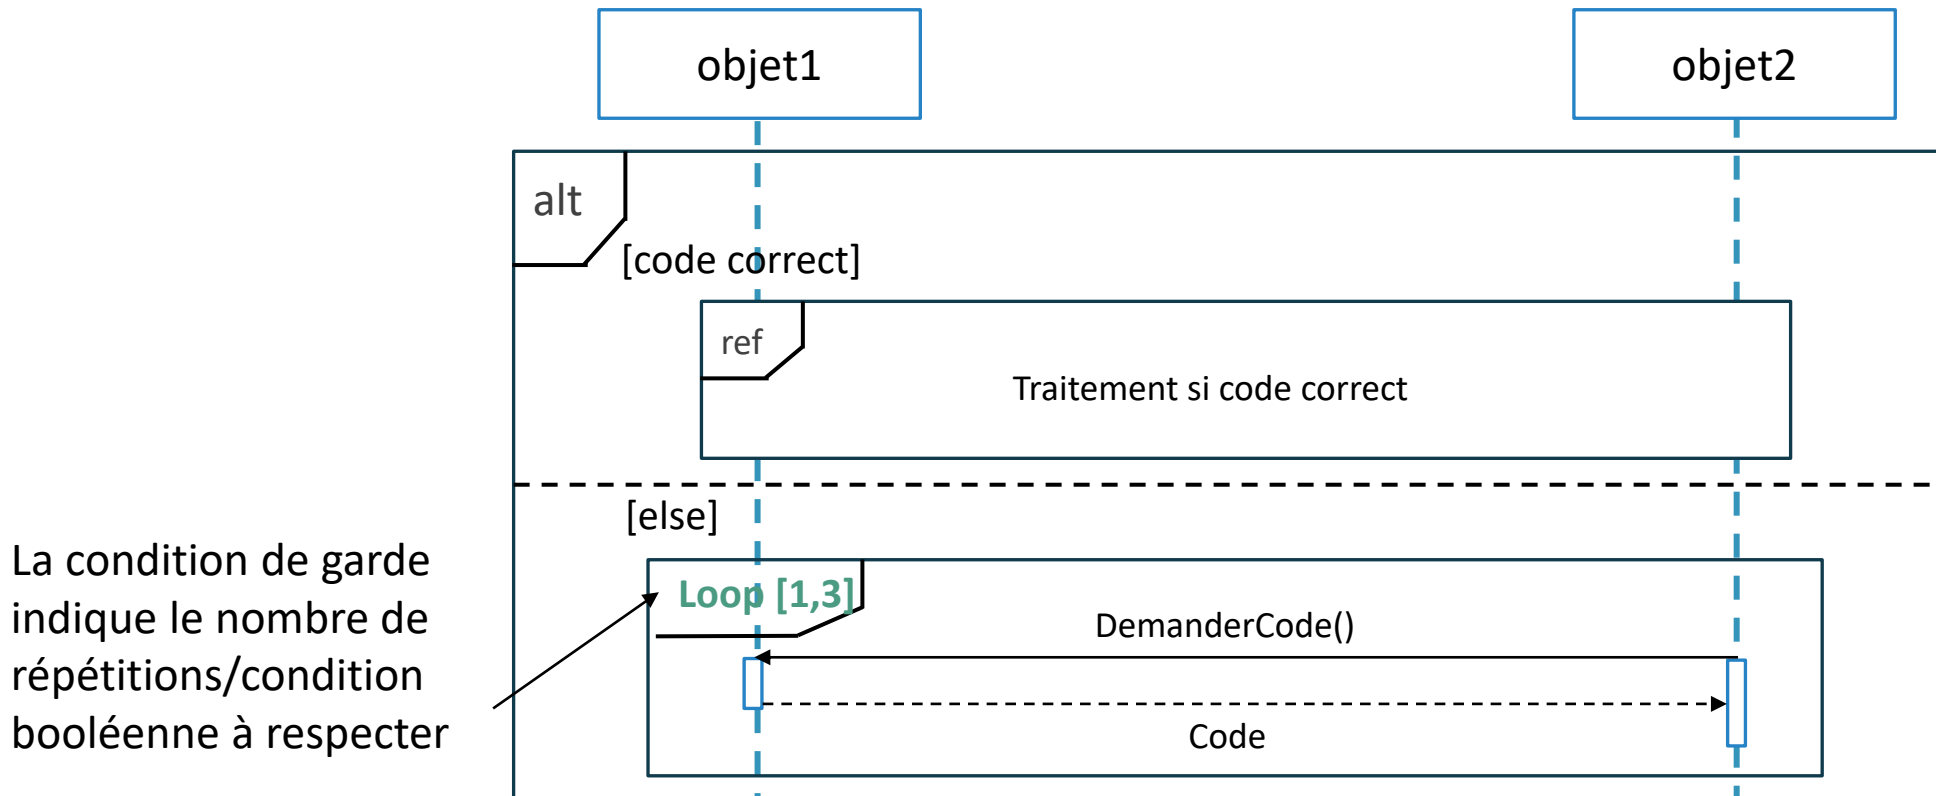 objet1
objet2
alt
[code correct]
ref
Traitement si code correct
[else]
La condition de garde
indique le nombre de
répétitions/condition
booléenne à respecter
Loop [1,3]
DemanderCode()
Code